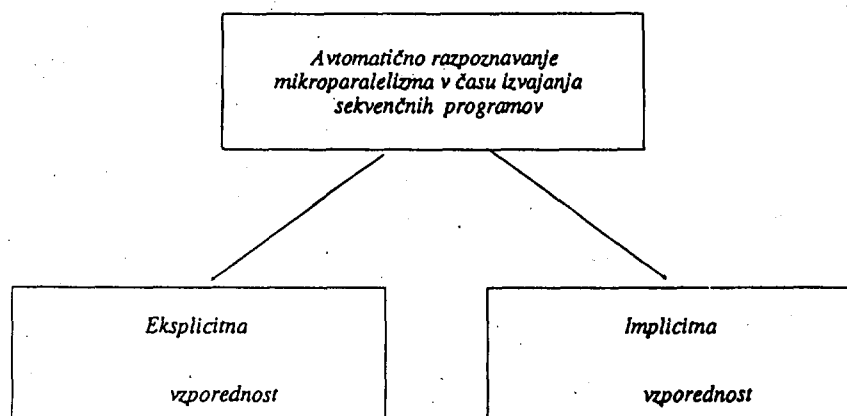 Avtomatično razpoznavanje
mikroparalelizma v času izvajanja
sekvenčnih programov
Eksplicitna
Implicitna
vzporednost
vzporednost